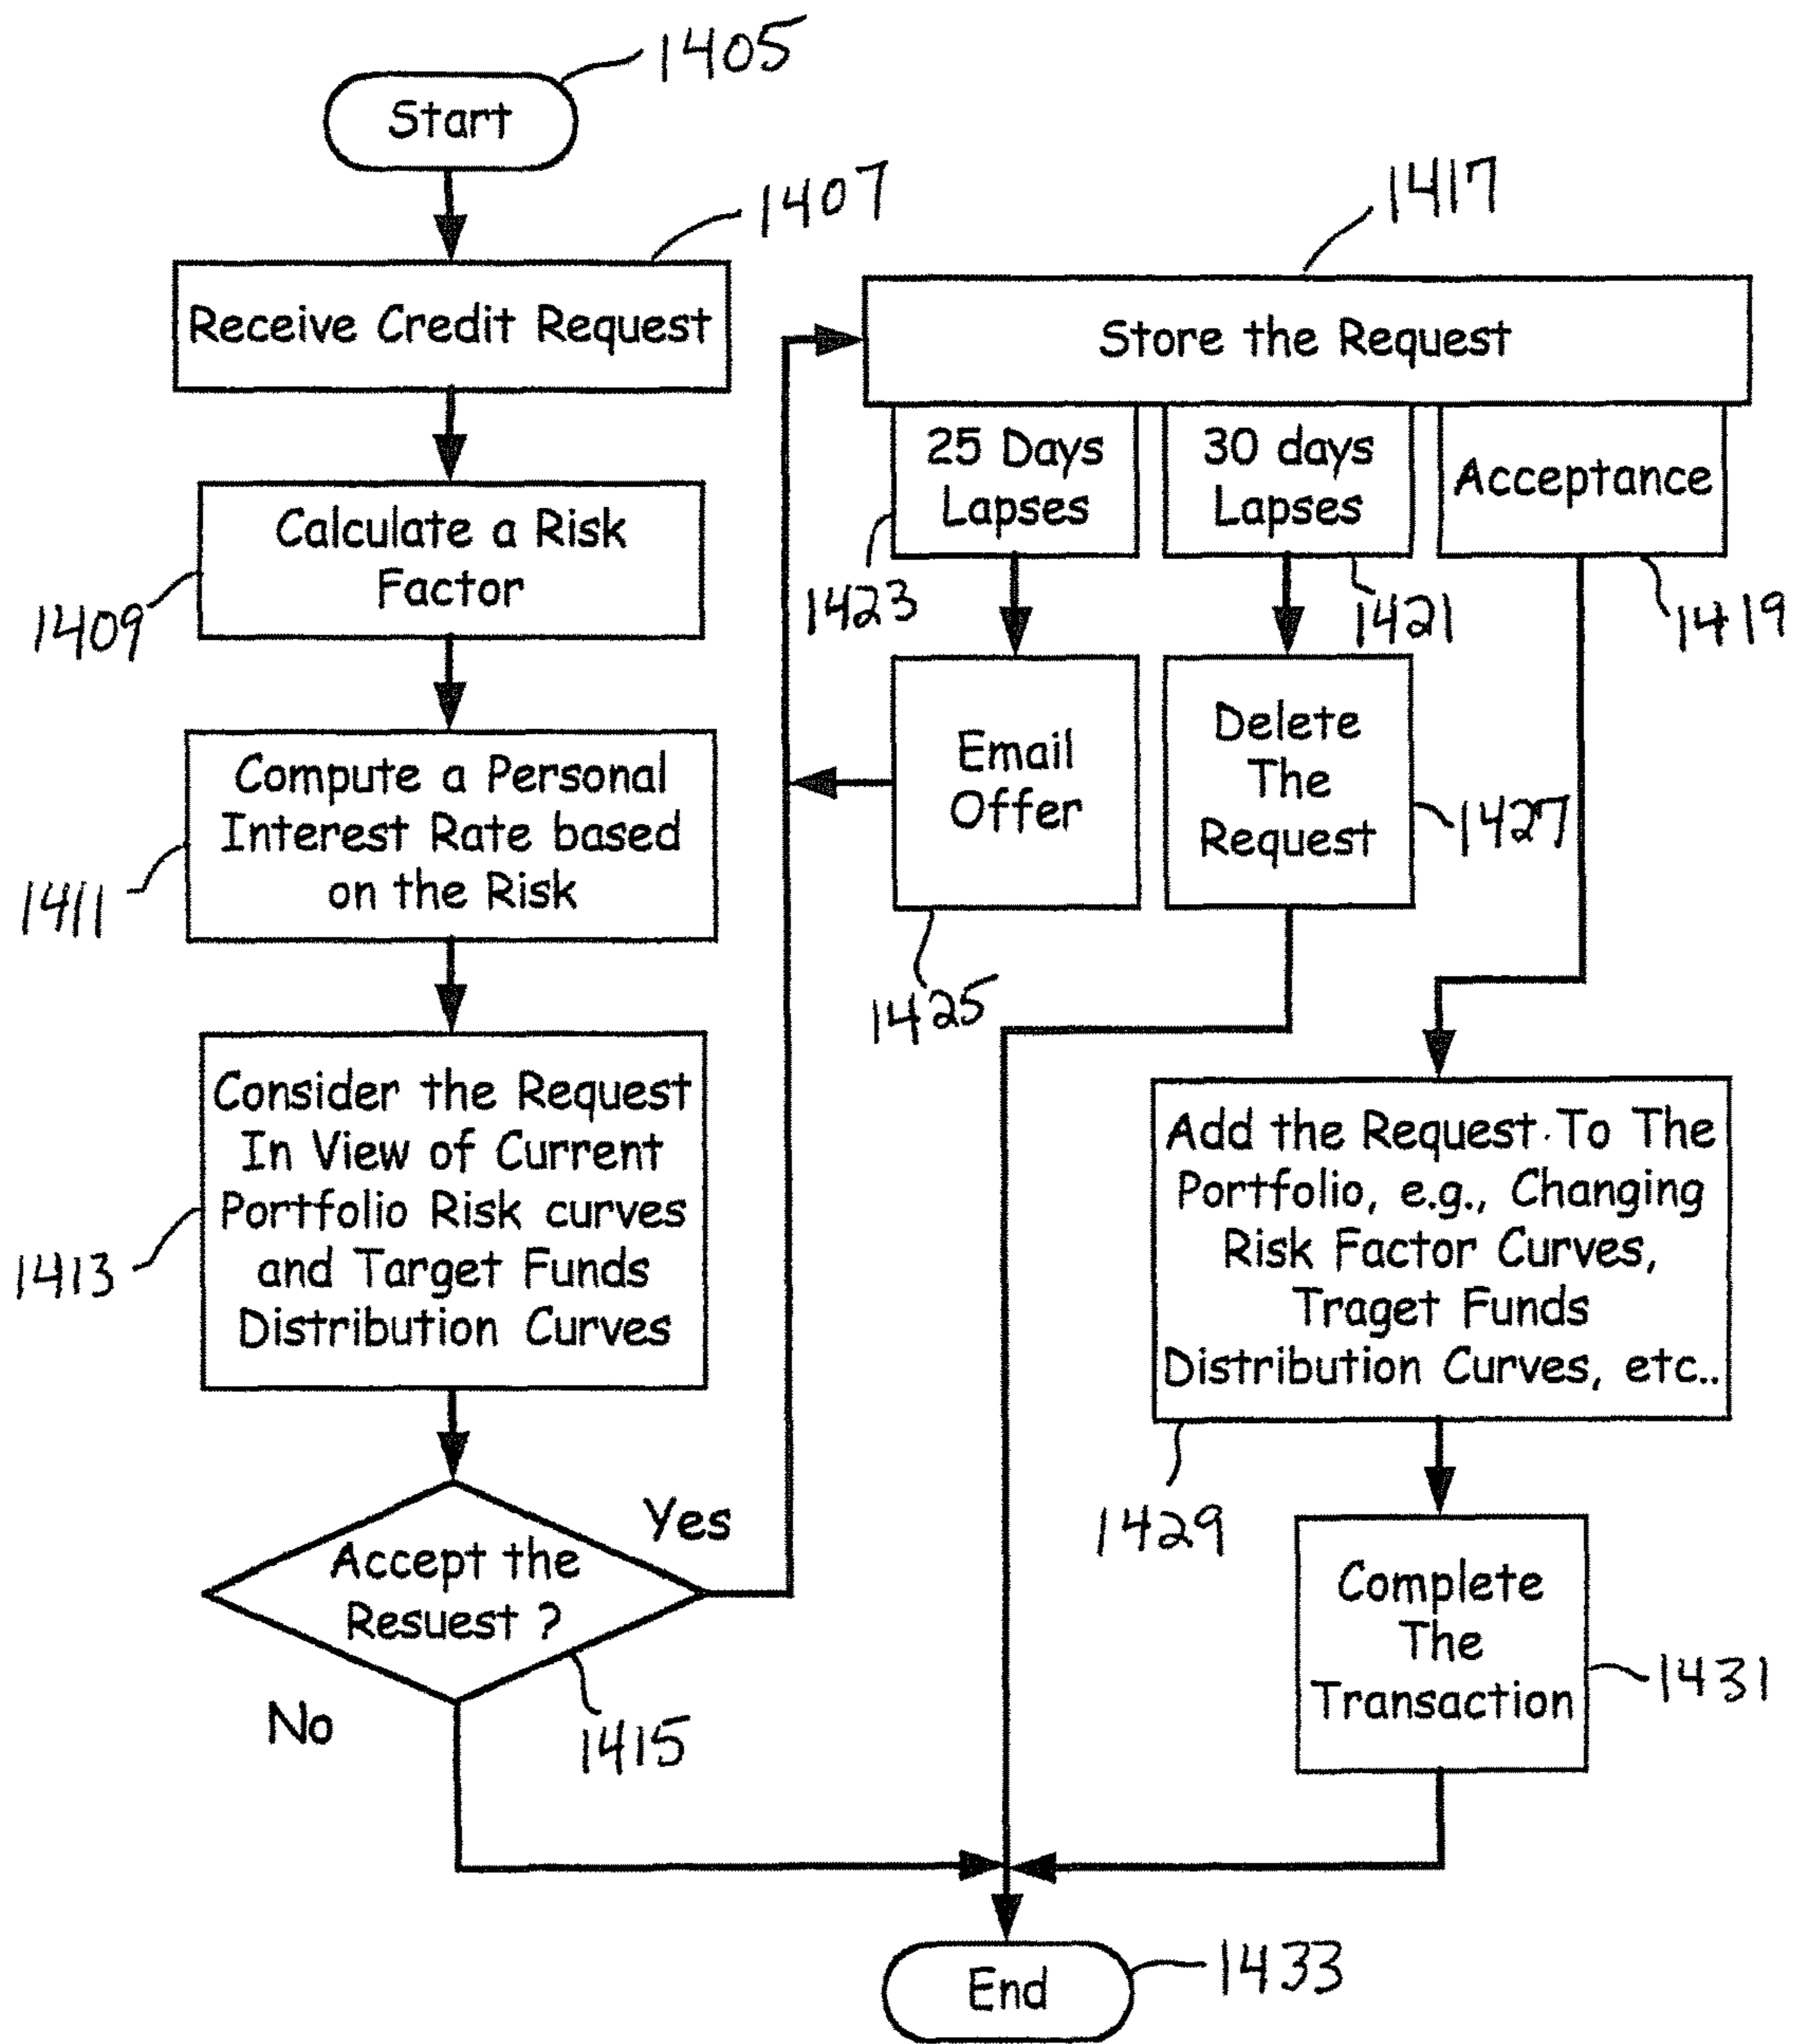 1405
Start
1407
Receive Credit Request
Calculate a Risk
Factor
1409
Compute a Personal
Interest Rate based
on the Risk
1411
Consider the Request
In View of Current
Portfolio Risk curves
and Target Funds
Distribution Curves
1413
Accept the
Resuest ?
Yes
No
1415
1417
Store the Request
25 Days
Lapses
30 days
Lapses
Acceptance
1423
1421
1419
Email
Offer
Delete
The
Request
1427
1425
Add the Request To The
Portfolio, e.g., Changing
Risk Factor Curves,
Traget Funds
Distribution Curves, etc..
1429
Complete
The
Transaction
1431
End
1433